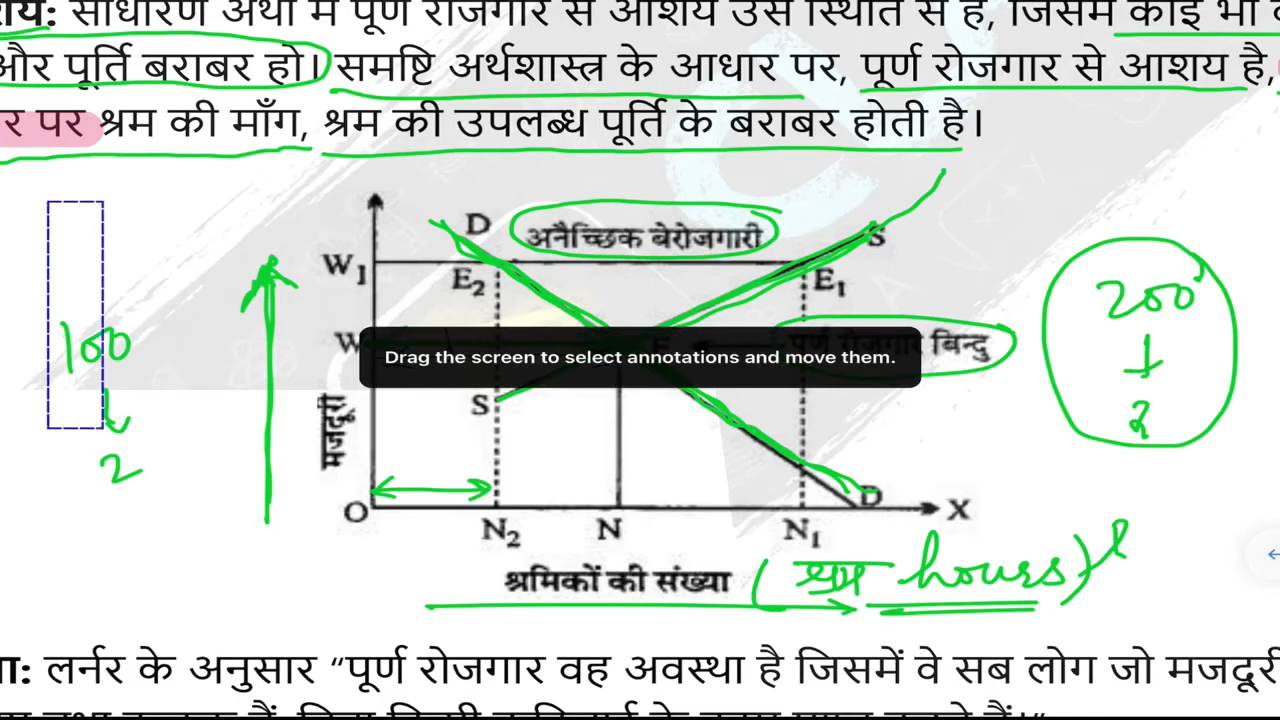 राय: साधारण अर्थों में पूर्ण रोजगार से आशय उस स्थिति से है, जिसमें कोई भी
और पूर्ति बराबर हो। समष्टि अर्थशास्त्र के आधार पर, पूर्ण रोजगार से आशय है,
र पर श्रम की माँग, श्रम की उपलब्ध पूर्ति के बराबर होती है।
D अनैच्छिक बेरोजगारी S
W1 E2 E1
200
100
W बिन्दु
Drag the screen to select annotations and move them.
S
मजदूरी
2
2
D
O N2 N N1 X
श्रमिकों की संख्या (श्रम hours)
ा: लर्नर के अनुसार “पूर्ण रोजगार वह अवस्था है जिसमें वे सब लोग जो मजदूरी